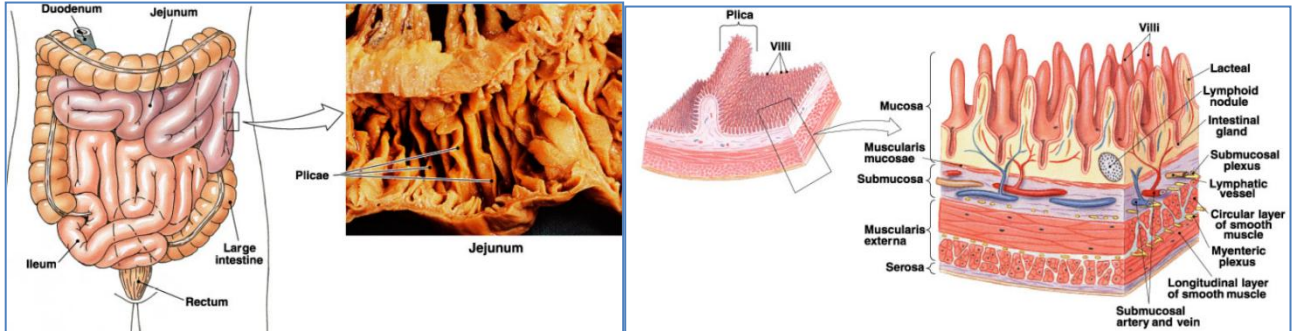 Duodenum
Jejunum
Plicae
Large
intestine
Ileum
Rectum
Jejunum
Plica
Villi
Villi
Lacteal
Lymphoid
nodule
Intestinal
gland
Submucosal
plexus
Lymphatic
vessel
Circular layer
of smooth
muscle
Myenteric
plexus
Longitudinal layer
of smooth muscle
Submucosal
artery and vein
Mucosa
Muscularis
mucosae
Submucosa
Muscularis
externa
Serosa